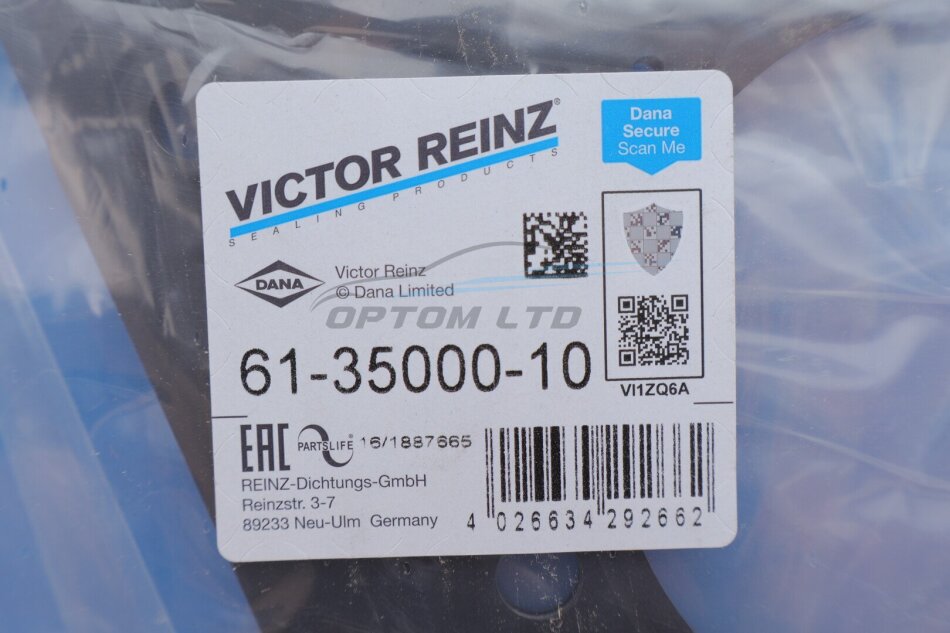 VICTOR REINZ®
SEALING PRODUCTS
Dana
Secure
Scan Me
DANA
Victor Reinz
© Dana Limited
OPTOM LTD
61-35000-10
VI1ZQ6A
EAC
PARTSLIFE
16/1887665
REINZ-Dichtungs-GmbH
Reinzstr. 3-7
89233 Neu-Ulm Germany
4 026634 292662